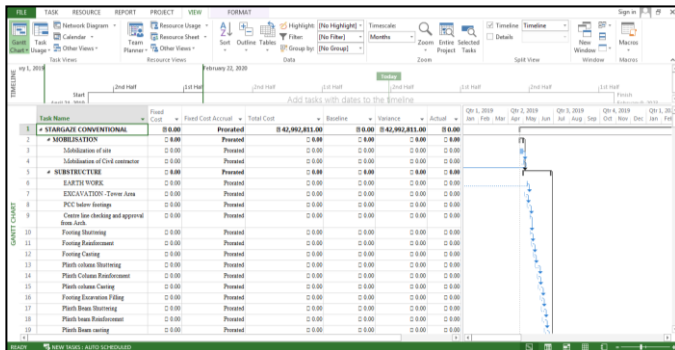 FILE TASK RESOURCE REPORT PROJECT VIEW FORMAT Sign in
Gantt Chart Task Usage Network Diagram Calendar Other Views Team Planner Resource Usage Resource Sheet Other Views Sort Outline Tables Highlight: [No Highlight] Filter: [No Filter] Group by: [No Group] Timescale: Months Zoom Entire Project Selected Tasks Timeline Timeline Details New Window Macros
Task Views Resource Views Data Zoom Split View Window Macros
TIMELINE
February 22, 2020
Today
2nd Half 1st Half 2nd Half 1st Half 2nd Half 1st Half
Start Finish
Add tasks with dates to the timeline
GANTT CHART
Task Name Fixed Cost Fixed Cost Accrual Total Cost Baseline Variance Actual
Qtr 1, 2019 Qtr 2, 2019 Qtr 3, 2019 Qtr 4, 2019
Jan Feb Mar Apr May Jun Jul Aug Sep Oct Nov Dec Jan
1 STARGAZE CONVENTIONAL 0.00 Prorated 42,992,811.00 0.00 42,992,811.00 0.00
2 MOBILISATION 0.00 Prorated 0.00 0.00 0.00 0.00
3 Mobilization of site 0.00 Prorated 0.00 0.00 0.00 0.00
4 Mobilization of Civil contractor 0.00 Prorated 0.00 0.00 0.00 0.00
5 SUBSTRUCTURE 0.00 Prorated 0.00 0.00 0.00 0.00
6 EARTH WORK 0.00 Prorated 0.00 0.00 0.00 0.00
7 EXCAVATION -Tower Area 0.00 Prorated 0.00 0.00 0.00 0.00
8 PCC below footings 0.00 Prorated 0.00 0.00 0.00 0.00
9 Centre line checking and approval from Arch. 0.00 Prorated 0.00 0.00 0.00 0.00
10 Footing Shuttering 0.00 Prorated 0.00 0.00 0.00 0.00
11 Footing Reinforcment 0.00 Prorated 0.00 0.00 0.00 0.00
12 Footing Casting 0.00 Prorated 0.00 0.00 0.00 0.00
13 Plinth column Shuttering 0.00 Prorated 0.00 0.00 0.00 0.00
14 Plinth Column Reinforcement 0.00 Prorated 0.00 0.00 0.00 0.00
15 Plinth column Casting 0.00 Prorated 0.00 0.00 0.00 0.00
16 Footing Excavation Filling 0.00 Prorated 0.00 0.00 0.00 0.00
17 Plinth Beam Shuttering 0.00 Prorated 0.00 0.00 0.00 0.00
18 Plinth beam Reinforcment 0.00 Prorated 0.00 0.00 0.00 0.00
19 Plinth Beam casting 0.00 Prorated 0.00 0.00 0.00 0.00
READY NEW TASKS : AUTO SCHEDULED